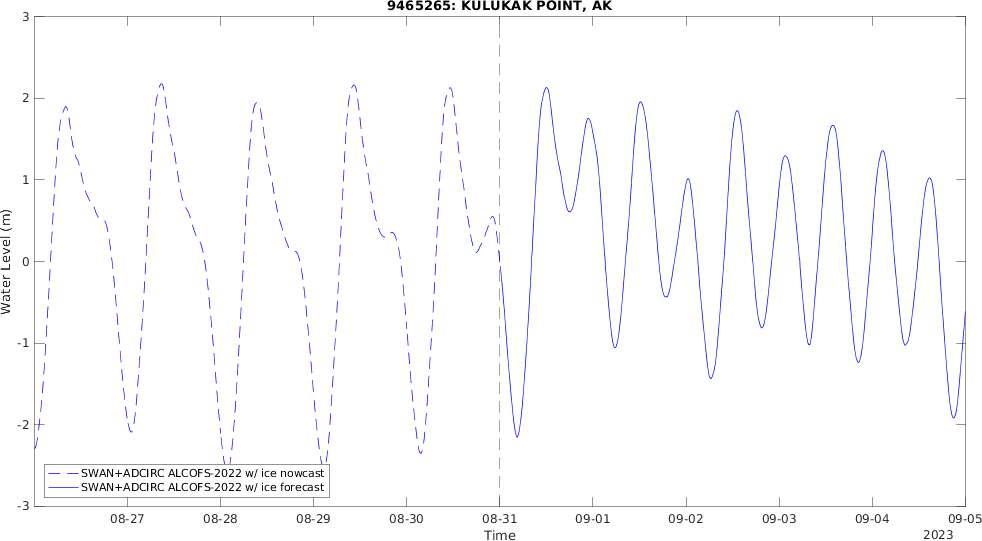 9465265: KULUKAK POINT, AK
3
2
1
0
-1
-2
-3
Water Level (m)
SWAN+ADCIRC ALCOFS-2022 w/ ice nowcast
SWAN+ADCIRC ALCOFS-2022 w/ ice forecast
08-27 08-28 08-29 08-30 08-31 09-01 09-02 09-03 09-04 09-05
Time
2023